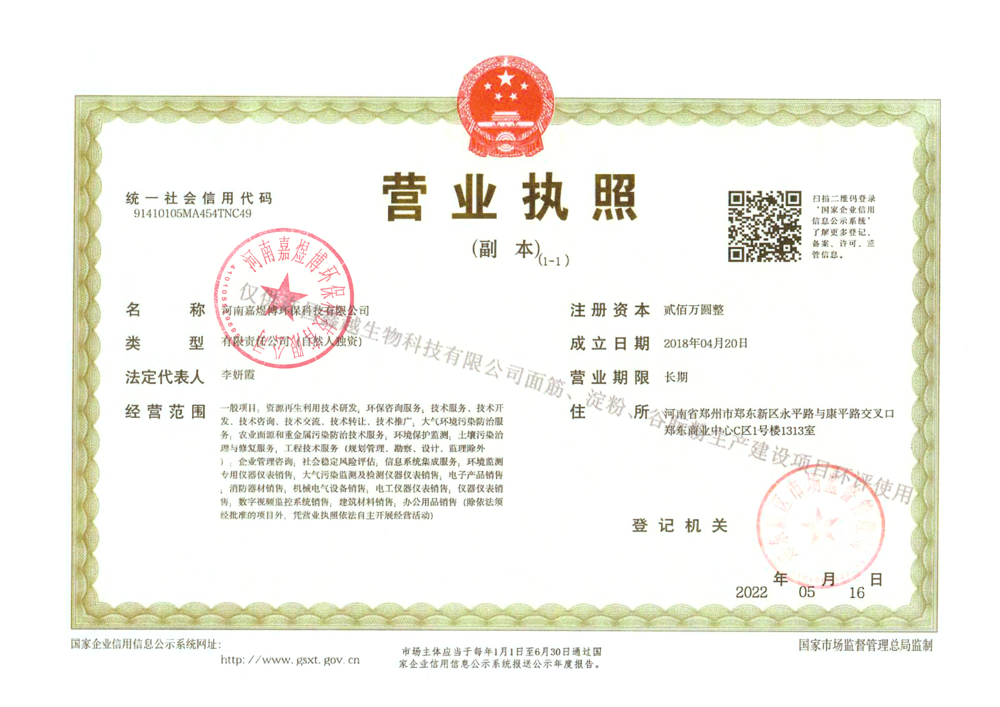 营业执照
(副 本)(1-1)
统一社会信用代码
91410105MA454TNC49
扫描二维码登录
‘国家企业信用
信息公示系统’
了解更多登记、
备案、许可、监
管信息。
名 称 河南嘉煜博环保科技有限公司
类 型 有限责任公司（自然人独资）
法定代表人 李妍霞
经营范围 一般项目：资源再生利用技术研发；环保咨询服务；技术服务、技术开
发、技术咨询、技术交流、技术转让、技术推广；大气环境污染防治服
务；农业面源和重金属污染防治技术服务；环境保护监测；土壤污染治
理与修复服务；工程技术服务（规划管理、勘察、设计、监理除外
）；企业管理咨询；社会稳定风险评估；信息系统集成服务；环境监测
专用仪器仪表销售；大气污染监测及检测仪器仪表销售；电子产品销售
；消防器材销售；机械电气设备销售；电工仪器仪表销售；仪器仪表销
售；数字视频监控系统销售；建筑材料销售；办公用品销售（除依法须
经批准的项目外，凭营业执照依法自主开展经营活动）
注册资本 贰佰万圆整
成立日期 2018年04月20日
营业期限 长期
住 所 河南省郑州市郑东新区永平路与康平路交叉口
郑东商业中心C区1号楼1313室
河南嘉煜博环保科技有限公司
仅供许昌鑫越生物科技有限公司面筋、淀粉、谷朊粉生产建设项目环评使用
登记机关
区市场监督管理局
2022年05月16日
国家企业信用信息公示系统网址：
http://www.gsxt.gov.cn
市场主体应当于每年1月1日至6月30日通过国
家企业信用信息公示系统报送公示年度报告。
国家市场监督管理总局监制